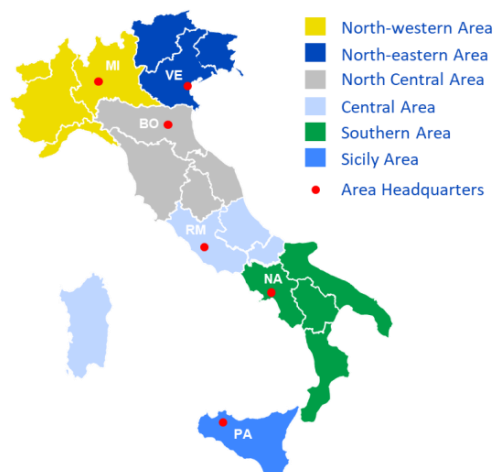 North-western Area
North-eastern Area
North Central Area
Central Area
Southern Area
Sicily Area
Area Headquarters
MI
VE
BO
RM
NA
PA